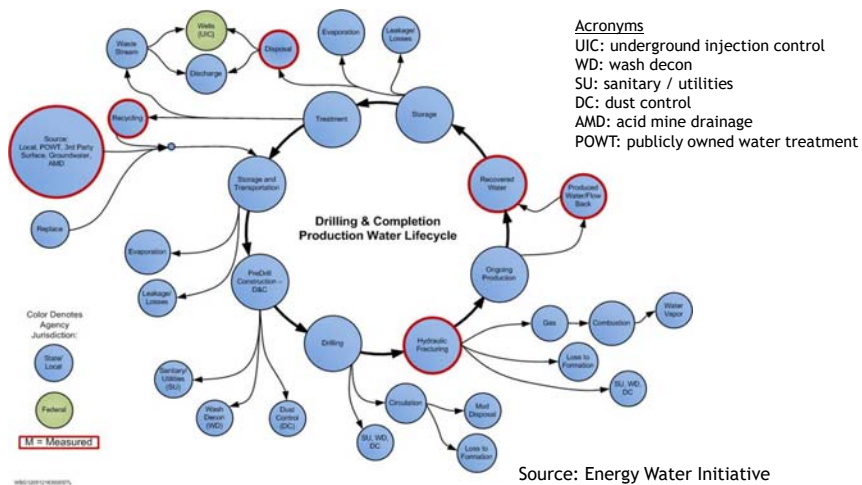 Wells
(UIC)
Waste
Stream
Disposal
Discharge
Evaporation
Leakage/
Losses
Acronyms
UIC: underground injection control
WD: wash decon
SU: sanitary / utilities
DC: dust control
AMD: acid mine drainage
POWT: publicly owned water treatment
Recycling
Treatment
Storage
Source:
Local, POWT, 3rd Party
Surface, Groundwater,
AMD
Storage and
Transportation
Recovered
Water
Produced
Water/Flow
Back
Replace
Drilling & Completion
Production Water Lifecycle
Evaporation
Leakage/
Losses
PreDrill
Construction –
D&C
Ongoing
Production
Color Denotes
Agency
Jurisdiction:
State/
Local
Federal
M = Measured
Drilling
Hydraulic
Fracturing
Gas
Combustion
Water
Vapor
Loss to
Formation
SU, WD,
DC
Sanitary/
Utilities
(SU)
Wash
Decon
(WD)
Dust
Control
(DC)
SU, WD,
DC
Circulation
Mud
Disposal
Loss to
Formation
Source: Energy Water Initiative